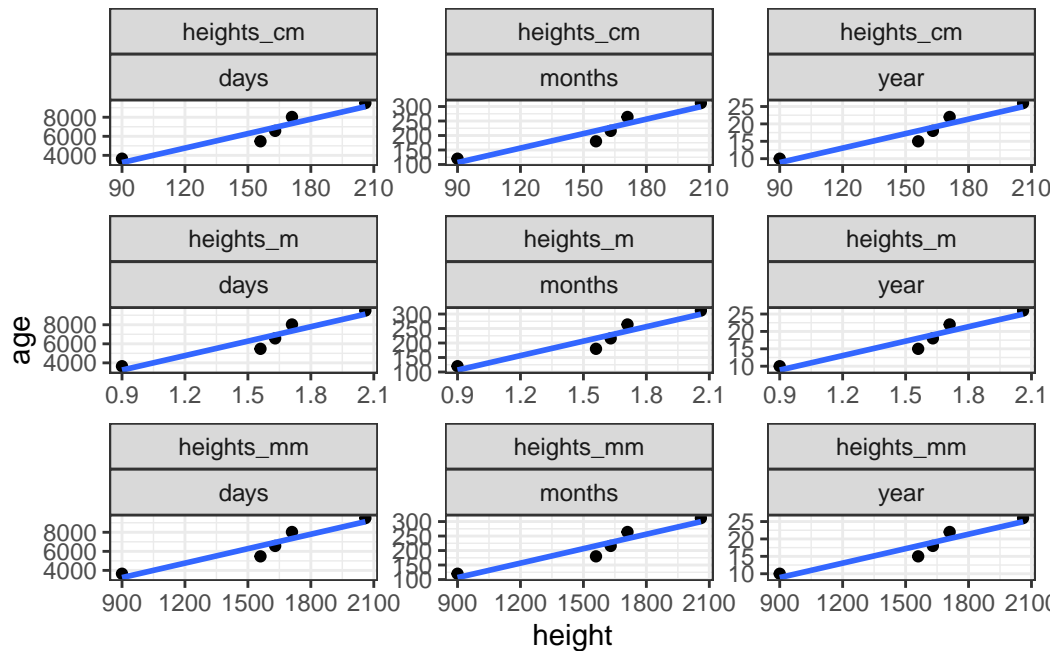 heights_cm heights_cm heights_cm
days months year
8000 6000 4000 300 250 200 150 100 25 20 15 10
90 120 150 180 210 90 120 150 180 210 90 120 150 180 210
heights_m heights_m heights_m
days months year
age
8000 6000 4000 300 250 200 150 100 25 20 15 10
0.9 1.2 1.5 1.8 2.1 0.9 1.2 1.5 1.8 2.1 0.9 1.2 1.5 1.8 2.1
heights_mm heights_mm heights_mm
days months year
8000 6000 4000 300 250 200 150 100 25 20 15 10
900 1200 1500 1800 2100 900 1200 1500 1800 2100 900 1200 1500 1800 2100
height